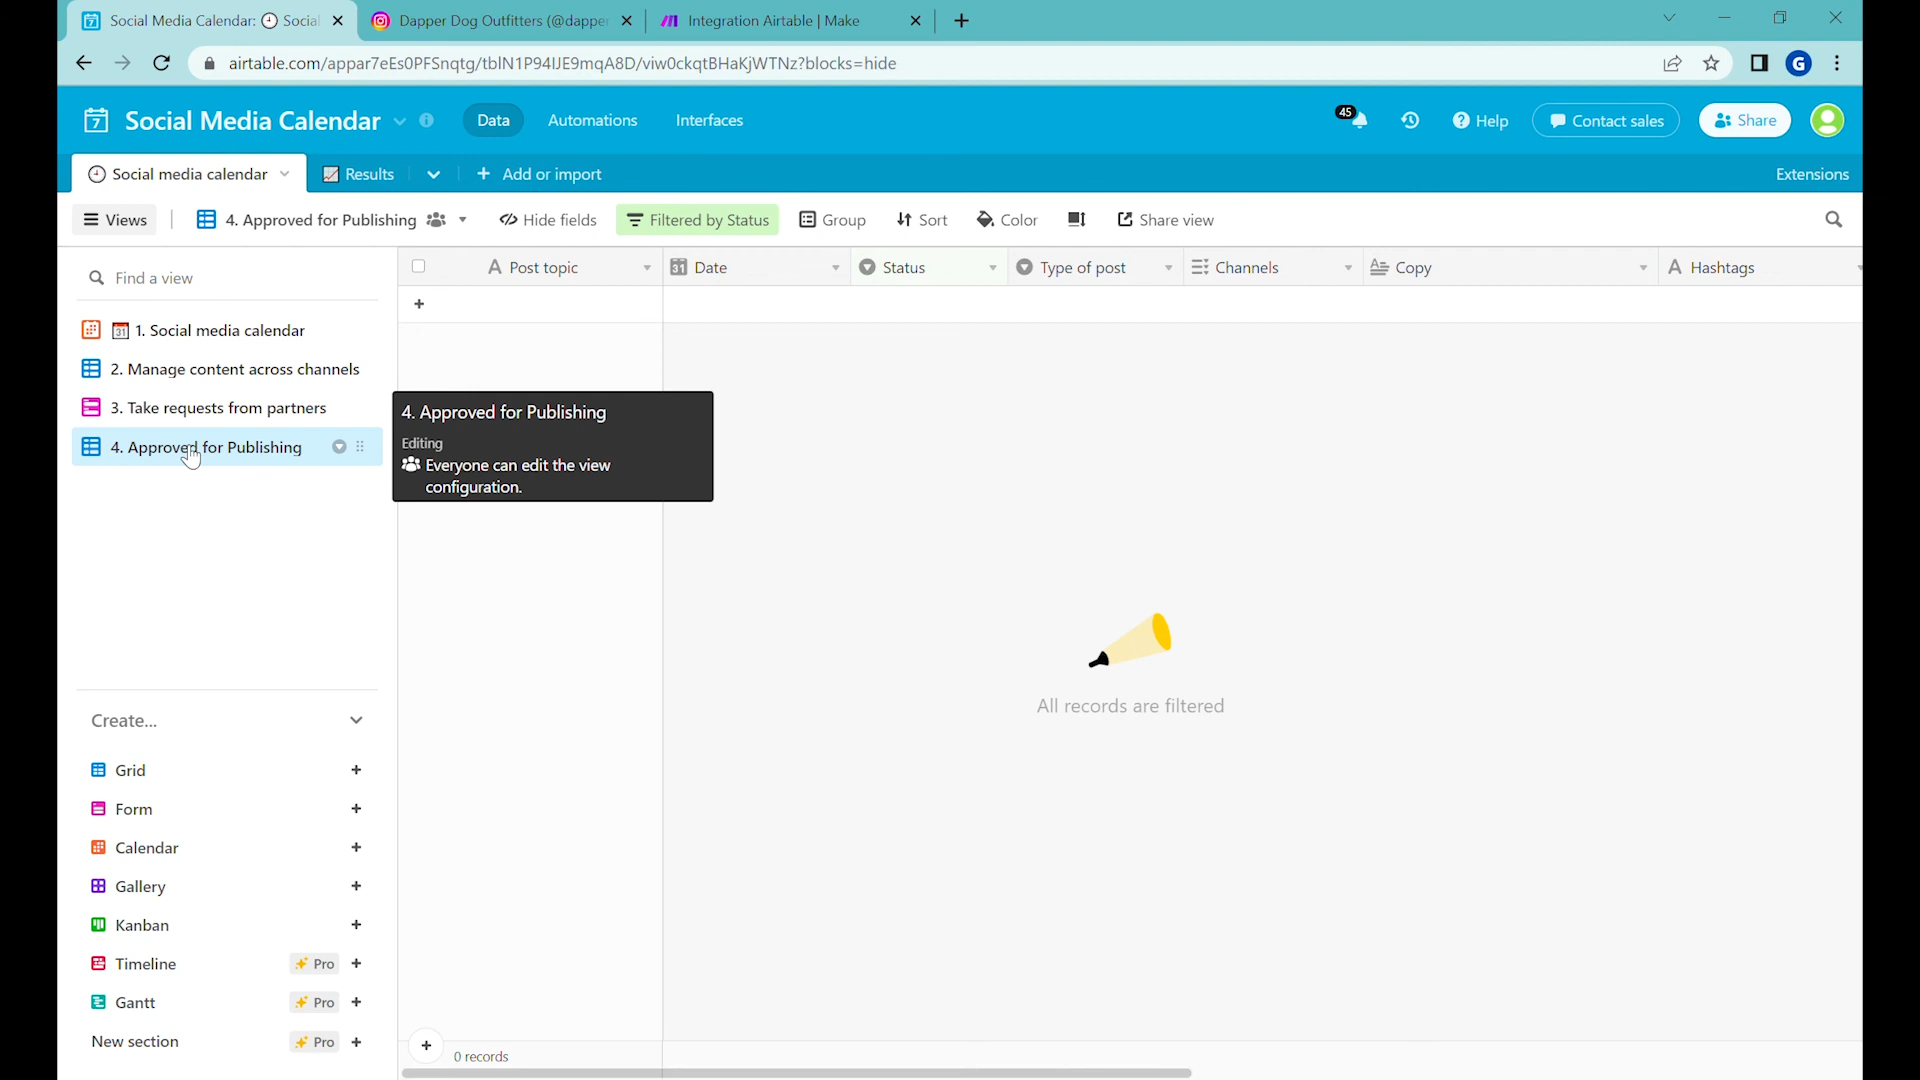 Social Media Calendar: Social
Dapper Dog Outfitters (@dapper
Integration Airtable | Make
airtable.com/appar7eEs0PFSnqtg/tblN1P94IJE9mqA8D/viw0ckqtBHaKjWTNz?blocks=hide
G
7
Social Media Calendar
Data
Automations
Interfaces
45
Help
Contact sales
Share
Social media calendar
Results
Add or import
Extensions
Views
4. Approved for Publishing
Hide fields
Filtered by Status
Group
Sort
Color
Share view
Find a view
Post topic
Date
Status
Type of post
Channels
Copy
Hashtags
31 1. Social media calendar
2. Manage content across channels
3. Take requests from partners
4. Approved for Publishing
4. Approved for Publishing
Editing
Everyone can edit the view
configuration.
All records are filtered
Create...
Grid
Form
Calendar
Gallery
Kanban
Timeline Pro
Gantt Pro
New section Pro
0 records